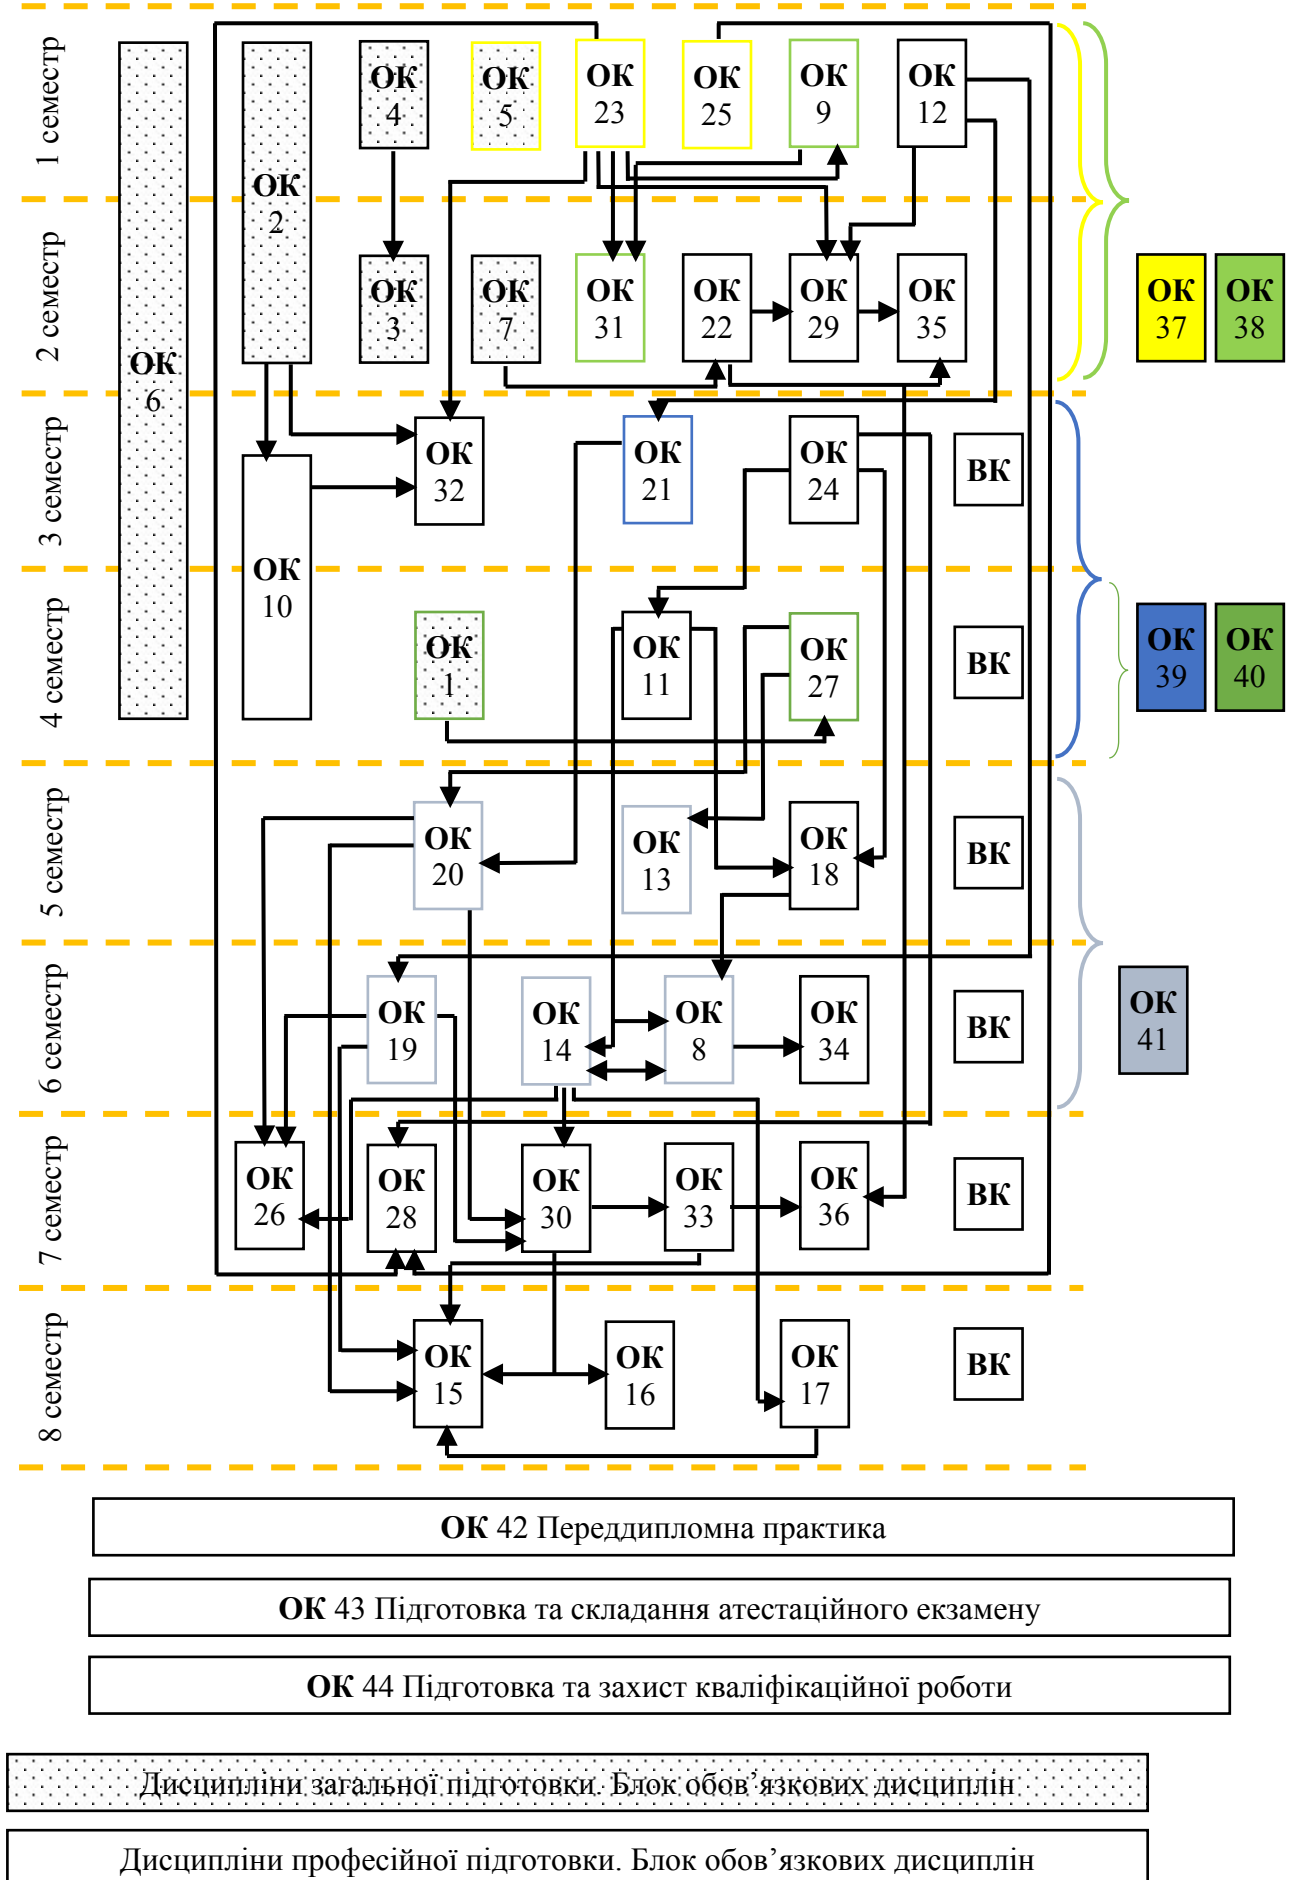 1 семестр
ОК
6
ОК
2
ОК
4
ОК
5
ОК
23
ОК
25
ОК
9
ОК
12
2 семестр
ОК
3
ОК
7
ОК
31
ОК
22
ОК
29
ОК
35
ОК
37
ОК
38
3 семестр
ОК
10
ОК
32
ОК
21
ОК
24
ВК
4 семестр
ОК
1
ОК
11
ОК
27
ВК
ОК
39
ОК
40
5 семестр
ОК
20
ОК
13
ОК
18
ВК
6 семестр
ОК
19
ОК
14
ОК
8
ОК
34
ВК
ОК
41
7 семестр
ОК
26
ОК
28
ОК
30
ОК
33
ОК
36
ВК
8 семестр
ОК
15
ОК
16
ОК
17
ВК
ОК 42 Переддипломна практика
ОК 43 Підготовка та складання атестаційного екзамену
ОК 44 Підготовка та захист кваліфікаційної роботи
Дисципліни загальної підготовки. Блок обов’язкових дисциплін
Дисципліни професійної підготовки. Блок обов’язкових дисциплін